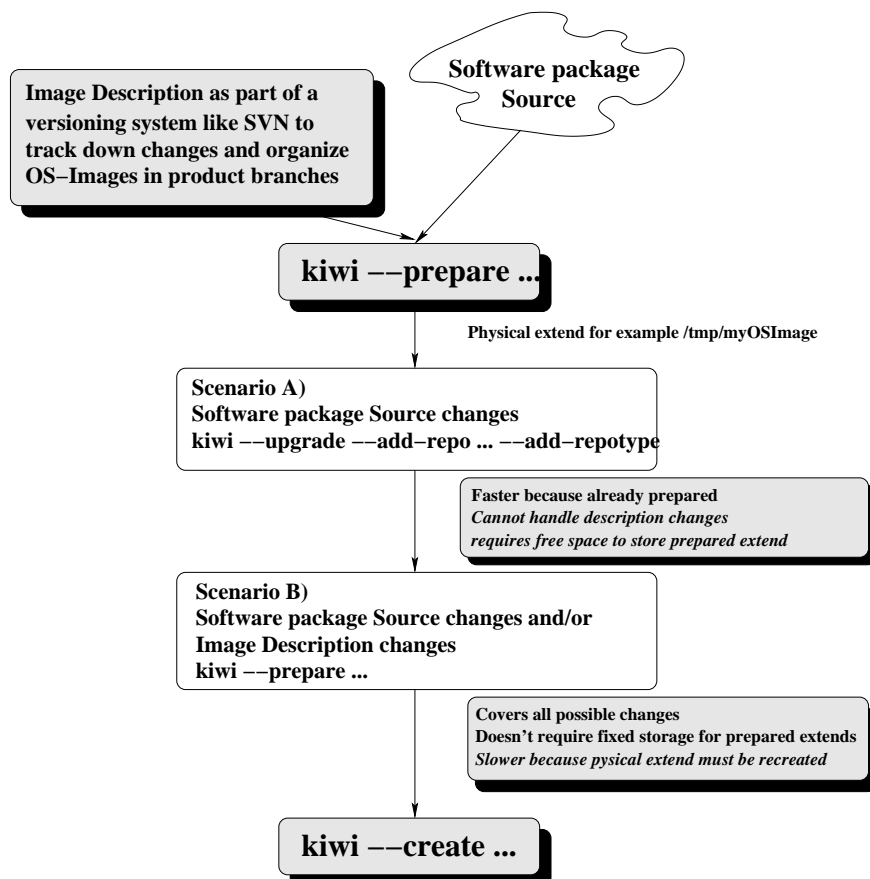 Software package
Source
Image Description as part of a
versioning system like SVN to
track down changes and organize
OS−Images in product branches
kiwi −−prepare ...
Physical extend for example /tmp/myOSImage
Scenario A)
Software package Source changes
kiwi −−upgrade −−add−repo ... −−add−repotype
Faster because already prepared
Cannot handle description changes
requires free space to store prepared extend
Scenario B)
Software package Source changes and/or
Image Description changes
kiwi −−prepare ...
Covers all possible changes
Doesn't require fixed storage for prepared extends
Slower because pysical extend must be recreated
kiwi −−create ...